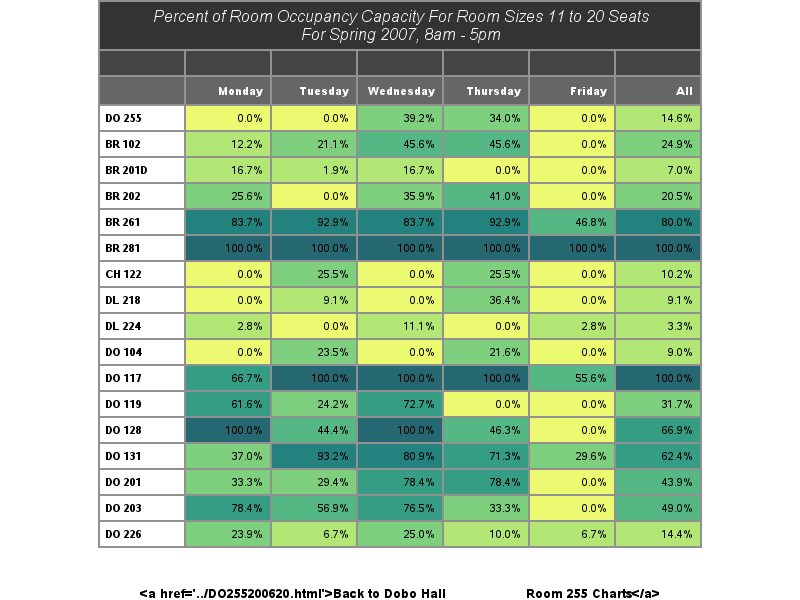 Percent of Room Occupancy Capacity For Room Sizes 11 to 20 Seats
For Spring 2007, 8am - 5pm
Monday Tuesday Wednesday Thursday Friday All
DO 255 0.0% 0.0% 39.2% 34.0% 0.0% 14.6%
BR 102 12.2% 21.1% 45.6% 45.6% 0.0% 24.9%
BR 201D 16.7% 1.9% 16.7% 0.0% 0.0% 7.0%
BR 202 25.6% 0.0% 35.9% 41.0% 0.0% 20.5%
BR 261 83.7% 92.9% 83.7% 92.9% 46.8% 80.0%
BR 281 100.0% 100.0% 100.0% 100.0% 100.0% 100.0%
CH 122 0.0% 25.5% 0.0% 25.5% 0.0% 10.2%
DL 218 0.0% 9.1% 0.0% 36.4% 0.0% 9.1%
DL 224 2.8% 0.0% 11.1% 0.0% 2.8% 3.3%
DO 104 0.0% 23.5% 0.0% 21.6% 0.0% 9.0%
DO 117 66.7% 100.0% 100.0% 100.0% 55.6% 100.0%
DO 119 61.6% 24.2% 72.7% 0.0% 0.0% 31.7%
DO 128 100.0% 44.4% 100.0% 46.3% 0.0% 66.9%
DO 131 37.0% 93.2% 80.9% 71.3% 29.6% 62.4%
DO 201 33.3% 29.4% 78.4% 78.4% 0.0% 43.9%
DO 203 78.4% 56.9% 76.5% 33.3% 0.0% 49.0%
DO 226 23.9% 6.7% 25.0% 10.0% 6.7% 14.4%
<a href='../DO255200620.html'>Back to Dobo Hall Room 255 Charts</a>